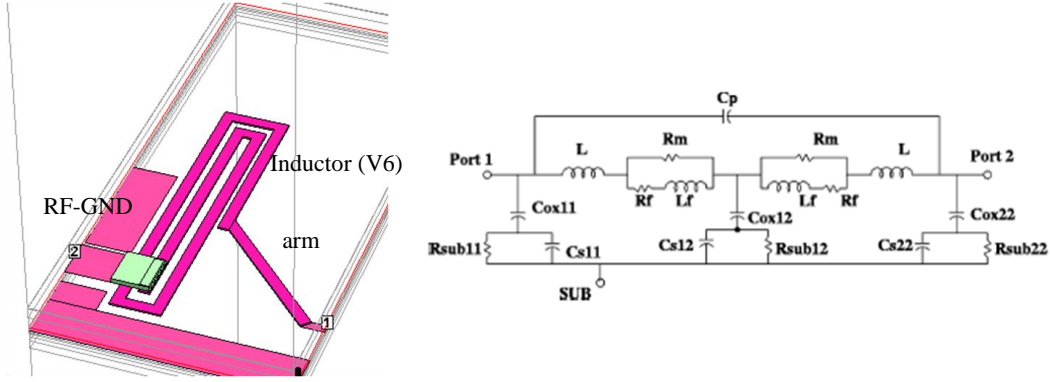 Inductor (V6)
RF-GND
arm
2
1
Cp
Rm
Rm
L
L
Port 1
Port 2
Rf
Lf
Lf
Rf
Cox11
Cox12
Cox22
Rsub11
Cs11
Cs12
Rsub12
Cs22
Rsub22
SUB